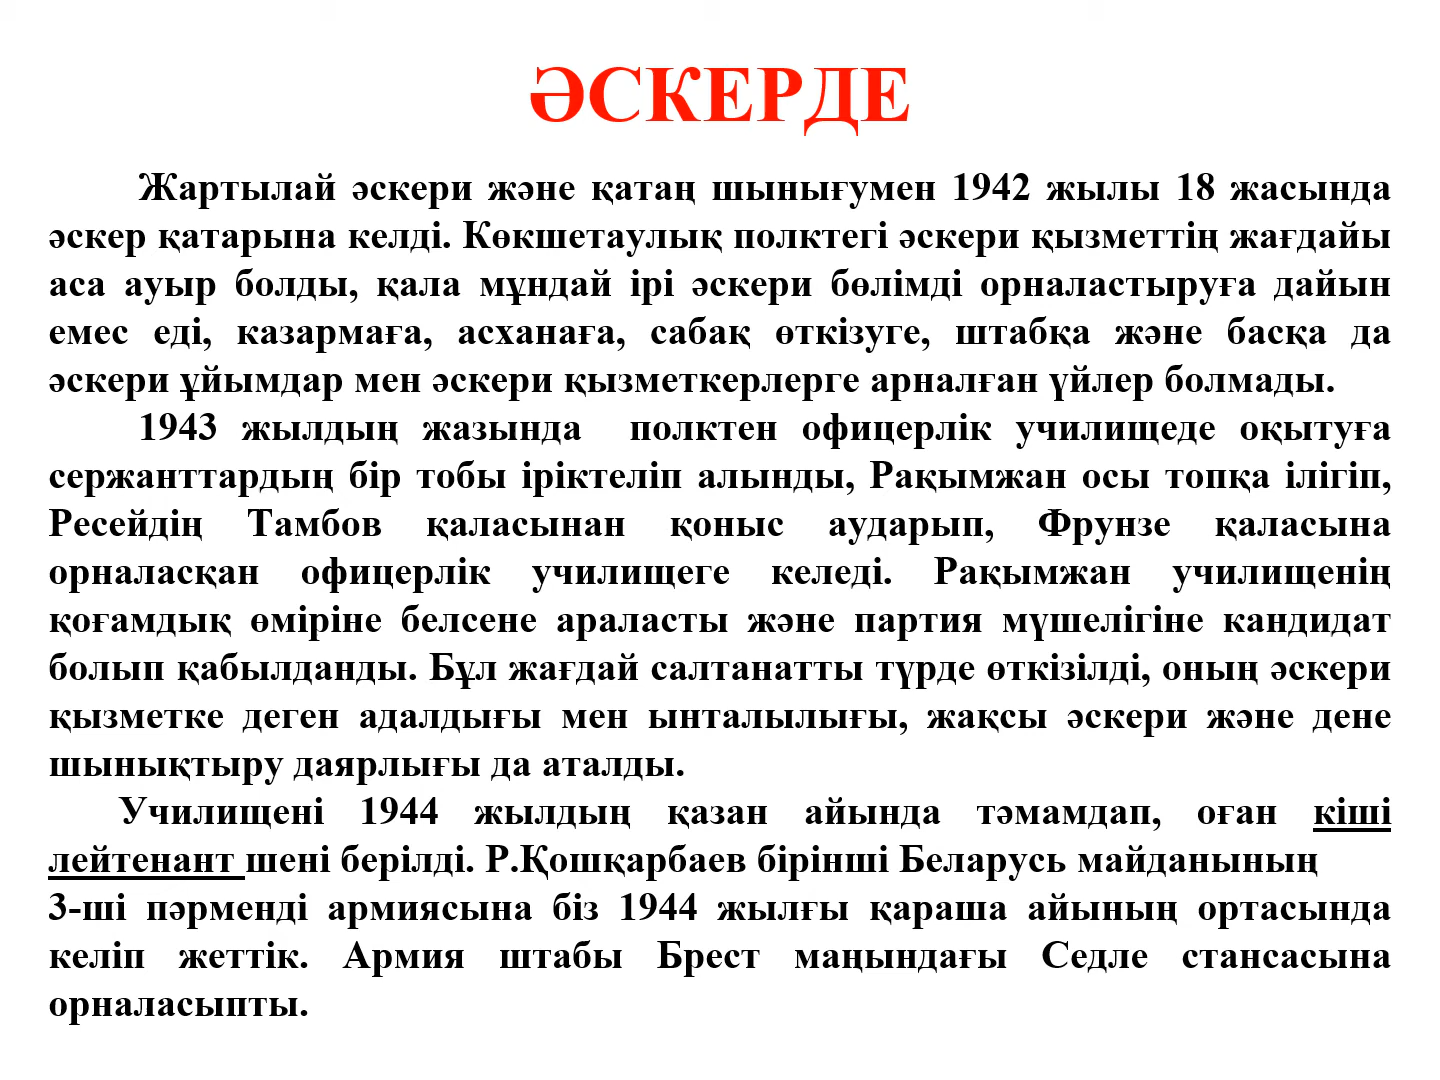 ӘСКЕРДЕ
Жартылай әскери және қатаң шынығумен 1942 жылы 18 жасында
әскер қатарына келді. Көкшетаулық полктегі әскери қызметтің жағдайы
аса ауыр болды, қала мұндай ірі әскери бөлімді орналастыруға дайын
емес еді, казармаға, асханаға, сабақ өткізуге, штабқа және басқа да
әскери ұйымдар мен әскери қызметкерлерге арналған үйлер болмады.
1943 жылдың жазында полктен офицерлік училищеде оқытуға
сержанттардың бір тобы іріктеліп алынды, Рақымжан осы топқа ілігіп,
Ресейдің Тамбов қаласынан қоныс аударып, Фрунзе қаласына
орналасқан офицерлік училищеге келеді. Рақымжан училищенің
қоғамдық өміріне белсене араласты және партия мүшелігіне кандидат
болып қабылданды. Бұл жағдай салтанатты түрде өткізілді, оның әскери
қызметке деген адалдығы мен ынталылығы, жақсы әскери және дене
шынықтыру даярлығы да аталды.
Училищені 1944 жылдың қазан айында тәмамдап, оған кіші
лейтенант шені берілді. Р.Қошқарбаев бірінші Беларусь майданының
3-ші пәрменді армиясына біз 1944 жылғы қараша айының ортасында
келіп жеттік. Армия штабы Брест маңындағы Седле стансасына
орналасыпты.